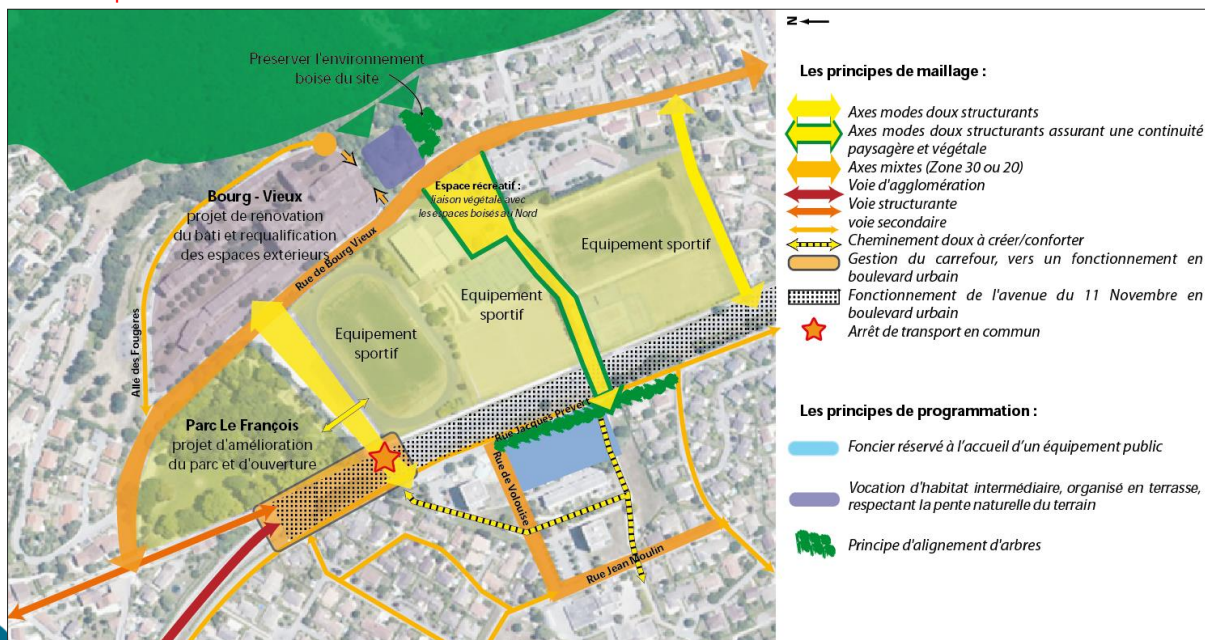 Préserver l'environnement
boisé du site
Bourg - Vieux
projet de rénovation
du bâti et requalification
des espaces extérieurs
Rue de Bourg Vieux
Espace récréatif :
liaison végétale avec
les espaces boisés au Nord
Equipement sportif
Equipement
sportif
Equipement
sportif
Allé des Fougères
Parc Le François
projet d'amélioration
du parc et d'ouverture
Rue Jacques Prévert
Rue de Volouise
Rue Jean Moulin
N
Les principes de maillage :
Axes modes doux structurants
Axes modes doux structurants assurant une continuité
paysagère et végétale
Axes mixtes (Zone 30 ou 20)
Voie d'agglomération
Voie structurante
voie secondaire
Cheminement doux à créer/conforter
Gestion du carrefour, vers un fonctionnement en
boulevard urbain
Fonctionnement de l'avenue du 11 Novembre en
boulevard urbain
Arrêt de transport en commun
Les principes de programmation :
Foncier réservé à l'accueil d'un équipement public
Vocation d'habitat intermédiaire, organisé en terrasse,
respectant la pente naturelle du terrain
Principe d'alignement d'arbres